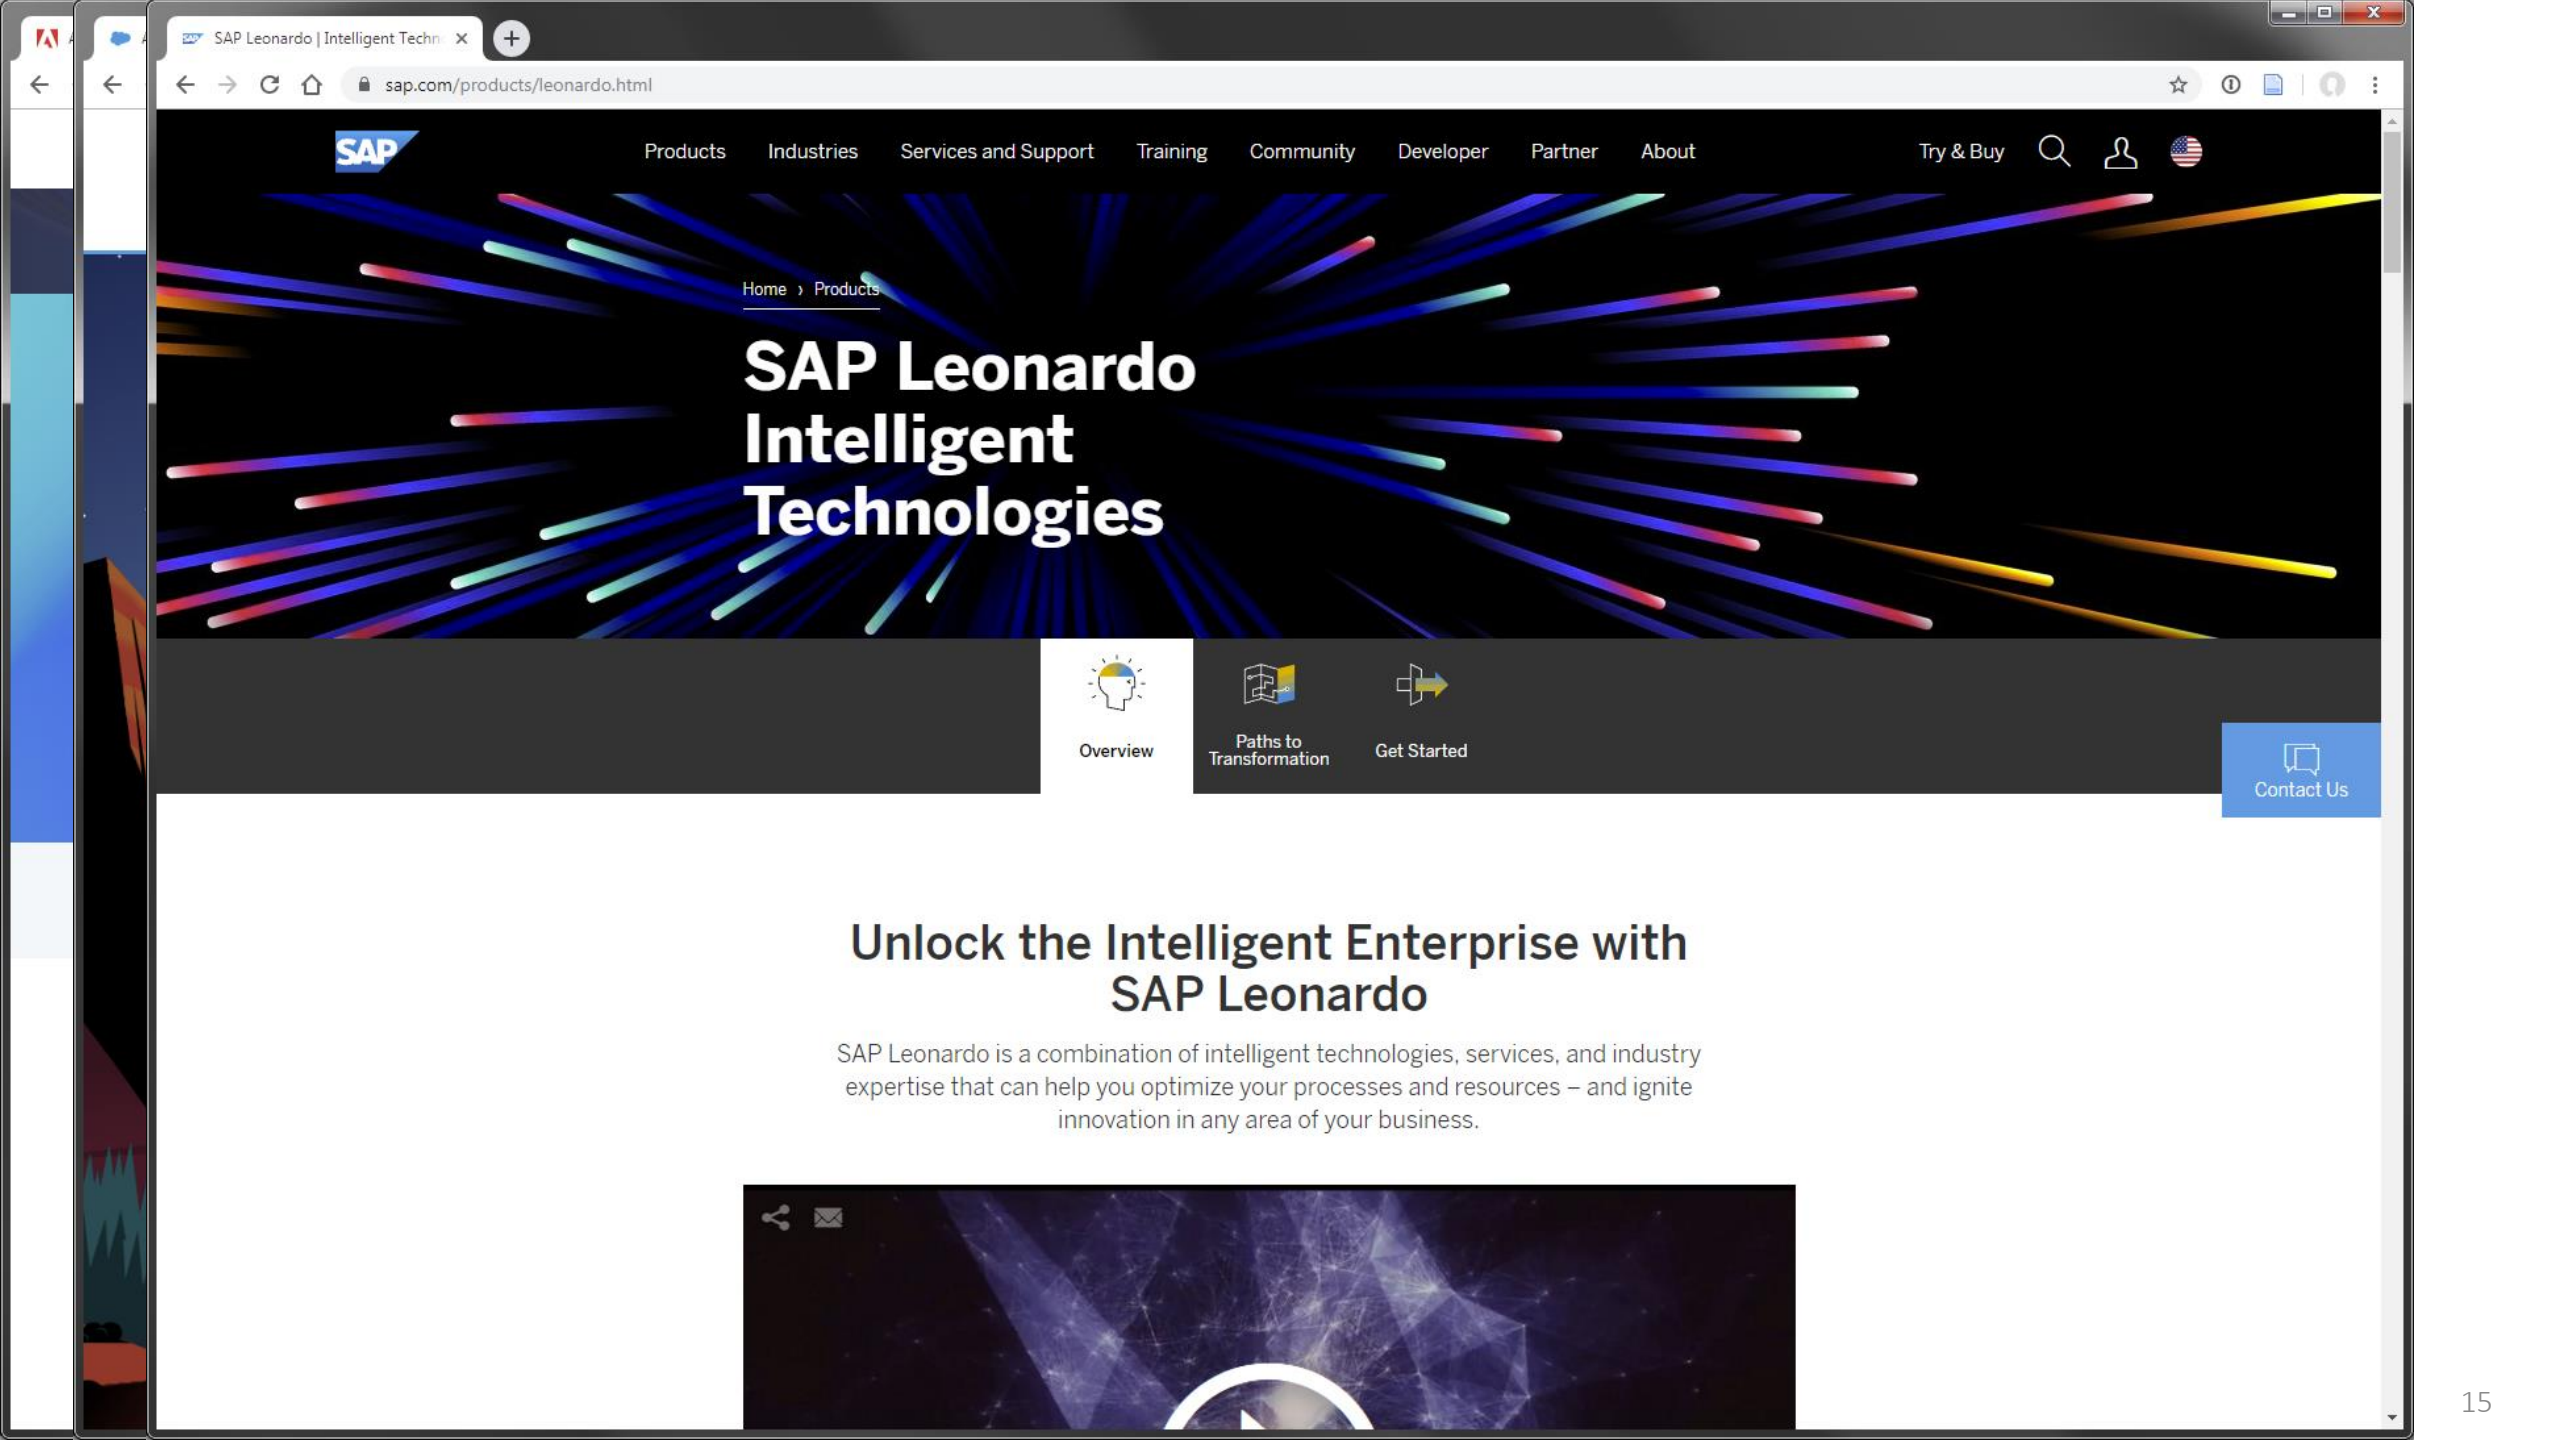 SAP Leonardo | Intelligent Techn
sap.com/products/leonardo.html
SAP
Products Industries Services and Support Training Community Developer Partner About Try & Buy
Home › Products
SAP Leonardo
Intelligent
Technologies
Overview
Paths to
Transformation
Get Started
Contact Us
Unlock the Intelligent Enterprise with
SAP Leonardo
SAP Leonardo is a combination of intelligent technologies, services, and industry
expertise that can help you optimize your processes and resources – and ignite
innovation in any area of your business.
15